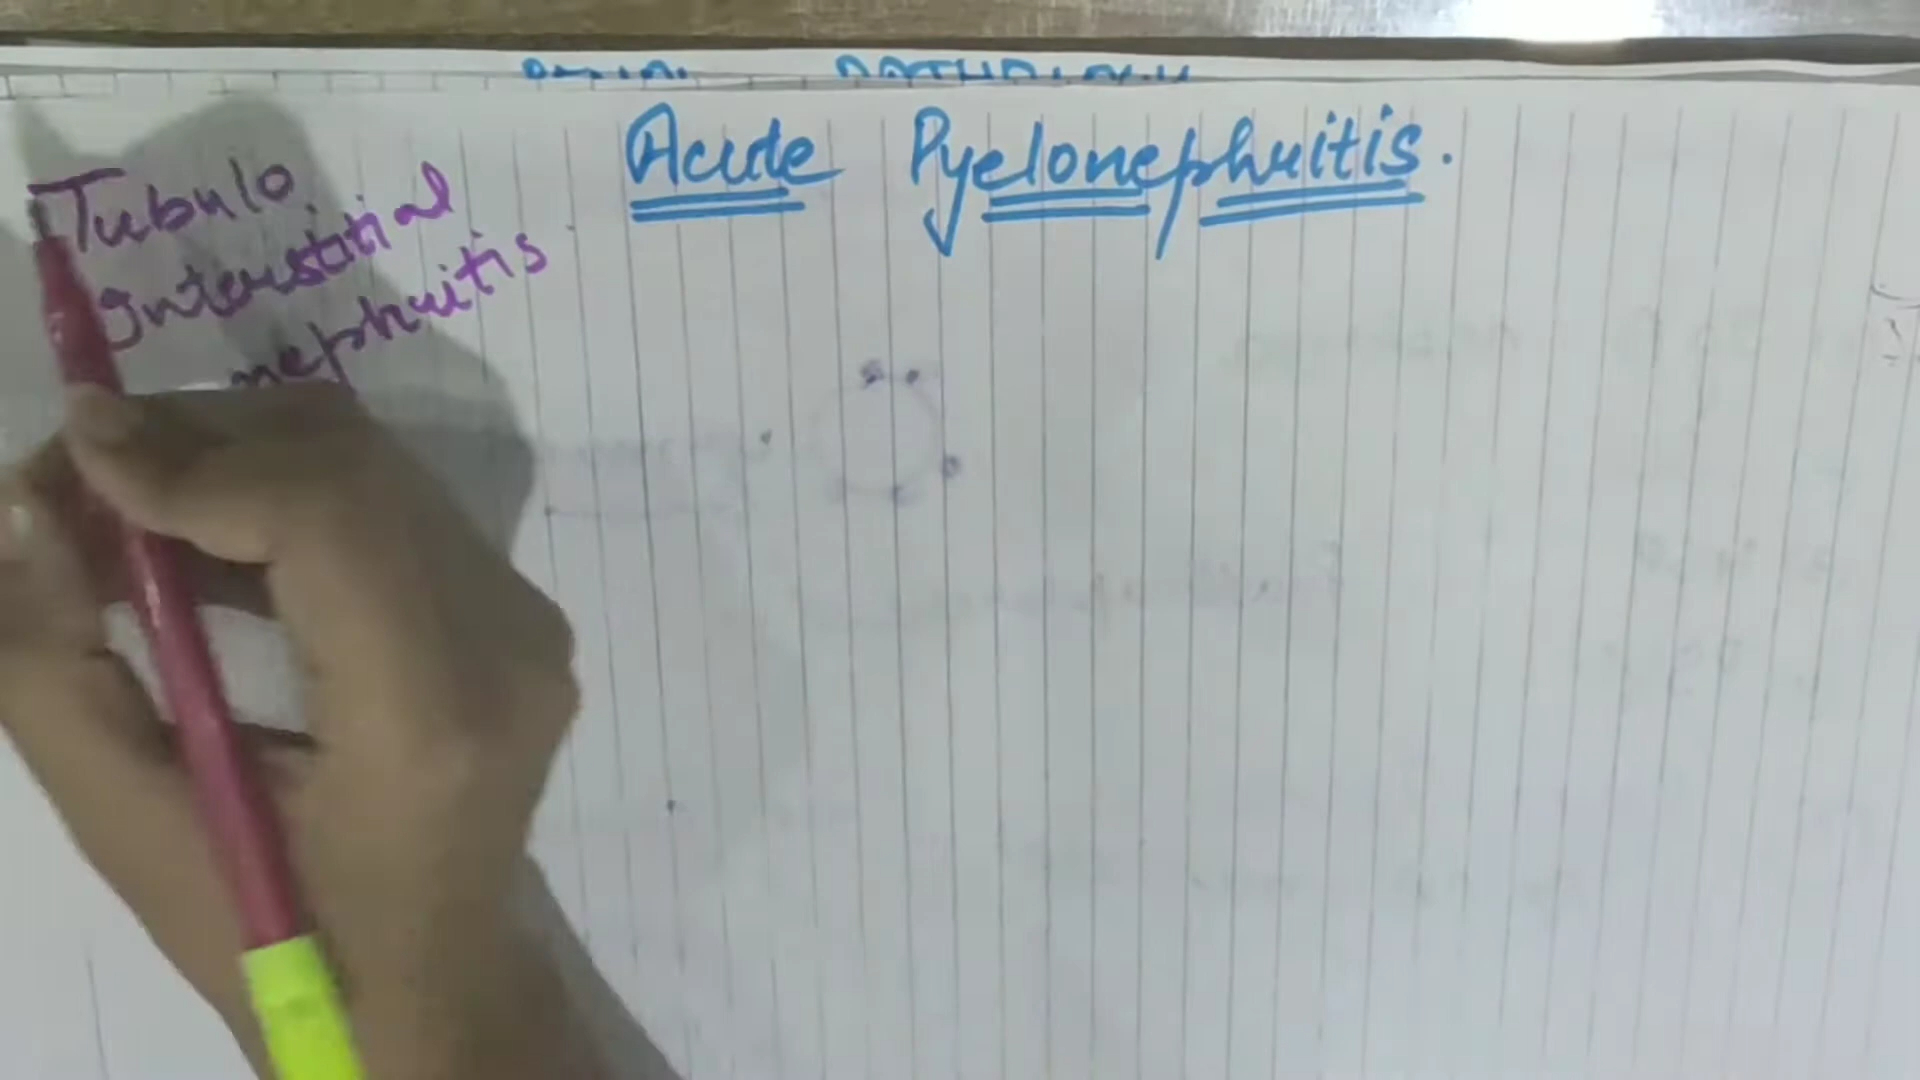 Acute Pyelonephritis.
Tubulo
Interstitial
nephritis